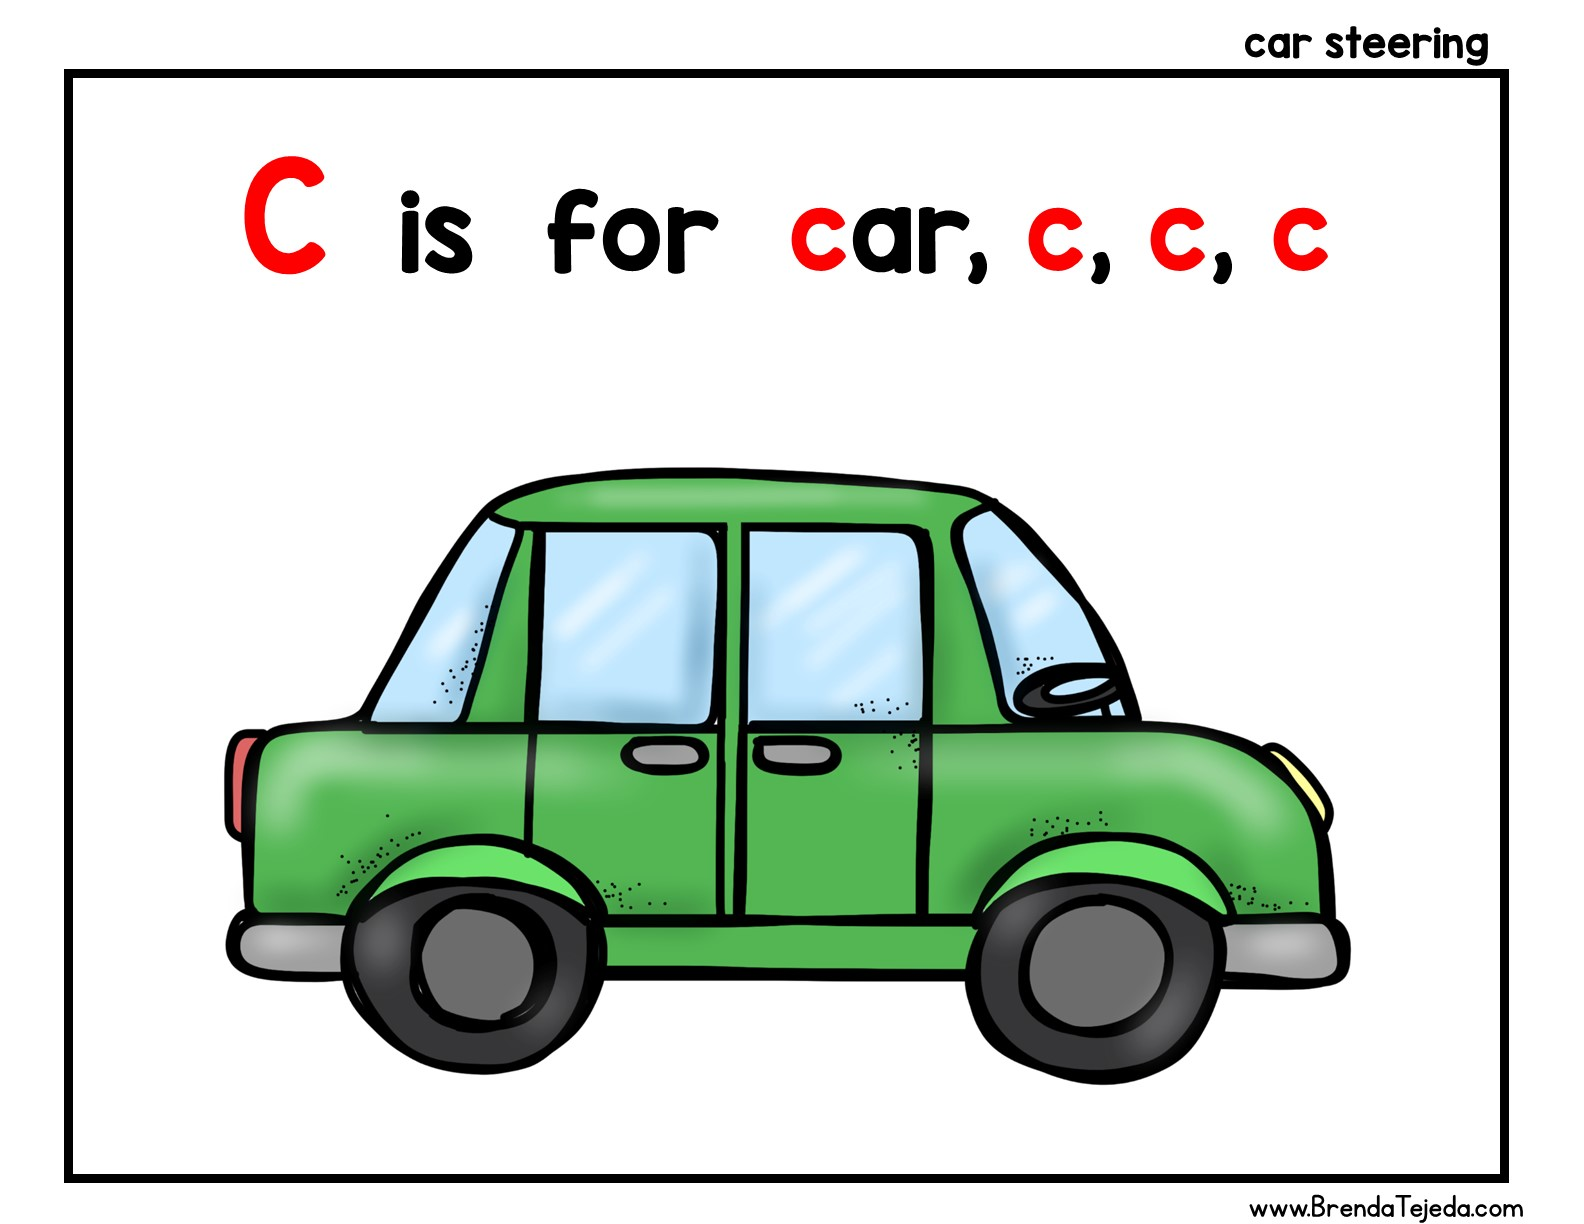 car steering
C is for car, c, c, c
www.BrendaTejeda.com